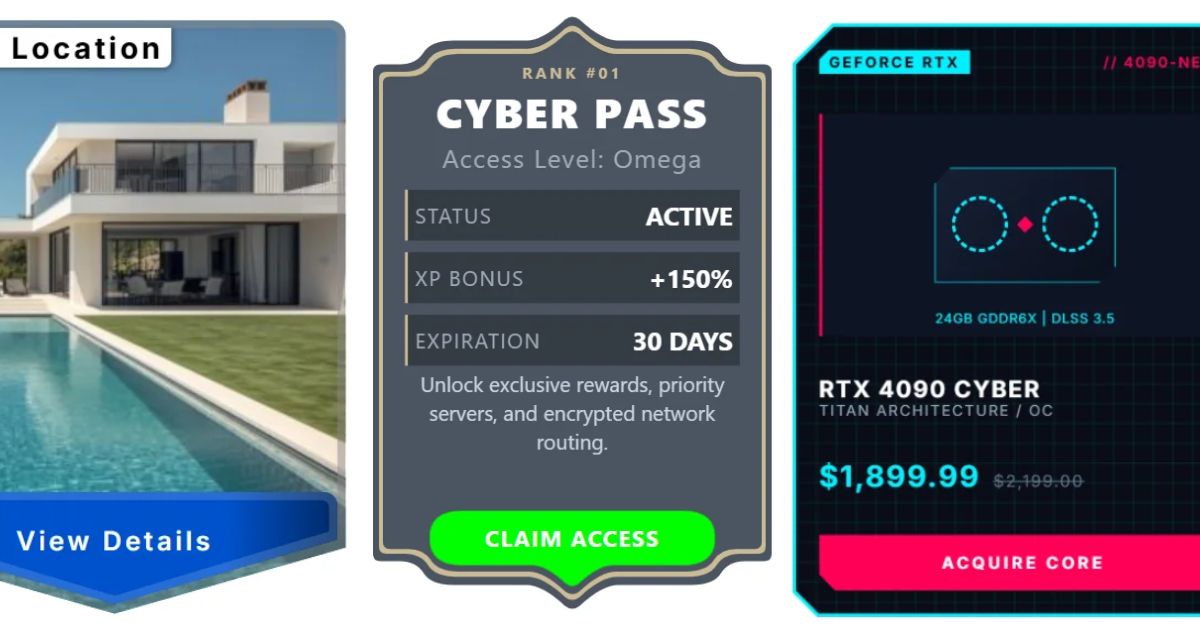 Location
View Details
RANK #01
CYBER PASS
Access Level: Omega
STATUS ACTIVE
XP BONUS +150%
EXPIRATION 30 DAYS
Unlock exclusive rewards, priority
servers, and encrypted network
routing.
CLAIM ACCESS
GEFORCE RTX
// 4090-NE
24GB GDDR6X | DLSS 3.5
RTX 4090 CYBER
TITAN ARCHITECTURE / OC
$1,899.99 $2,199.00
ACQUIRE CORE